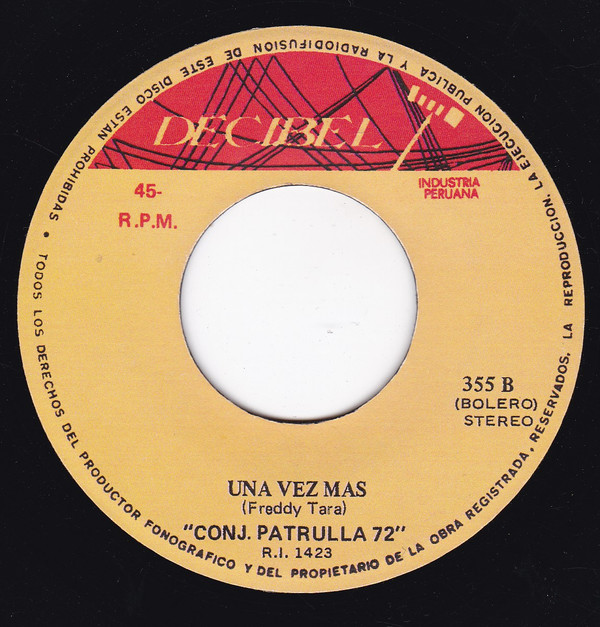 DECIBEL
INDUSTRIA
PERUANA
45-
R.P.M.
355 B
(BOLERO)
STEREO
UNA VEZ MAS
(Freddy Tara)
"CONJ. PATRULLA 72"
R.I. 1423
• TODOS LOS DERECHOS DEL PRODUCTOR FONOGRAFICO Y DEL PROPIETARIO DE LA OBRA REGISTRADA, RESERVADOS, LA REPRODUCCION, LA EJECUCION PUBLICA Y LA RADIODIFUSION DE ESTE DISCO ESTAN PROHIBIDAS